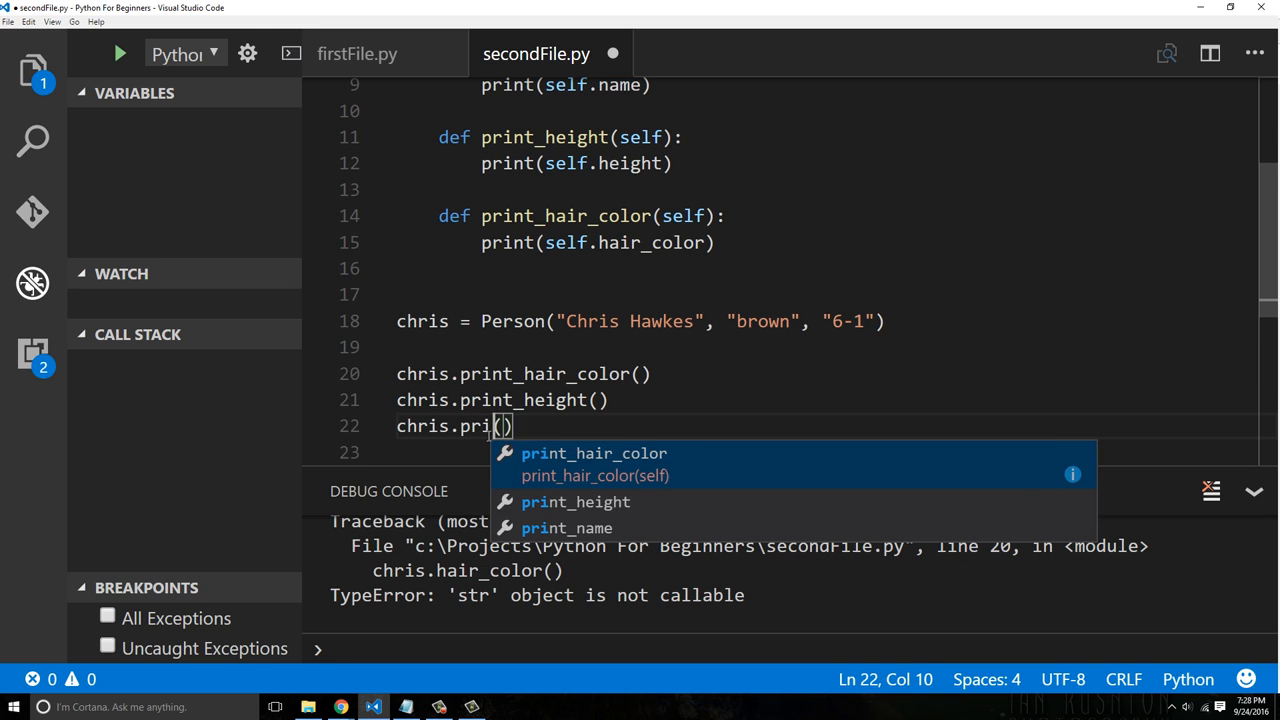 ● secondFile.py - Python For Beginners - Visual Studio Code
File Edit View Go Help
Pythor
firstFile.py
secondFile.py
1
VARIABLES
WATCH
CALL STACK
2
BREAKPOINTS
All Exceptions
Uncaught Exceptions
9 print(self.name)
10
11 def print_height(self):
12 print(self.height)
13
14 def print_hair_color(self):
15 print(self.hair_color)
16
17
18 chris = Person("Chris Hawkes", "brown", "6-1")
19
20 chris.print_hair_color()
21 chris.print_height()
22 chris.pri()
23
print_hair_color
print_hair_color(self)
print_height
print_name
DEBUG CONSOLE
Traceback (most
File "c:\Projects\Python For Beginners\secondFile.py", line 20, in <module>
chris.hair_color()
TypeError: 'str' object is not callable
0 0
Ln 22, Col 10 Spaces: 4 UTF-8 CRLF Python
I'm Cortana. Ask me anything.
7:28 PM
9/24/2016